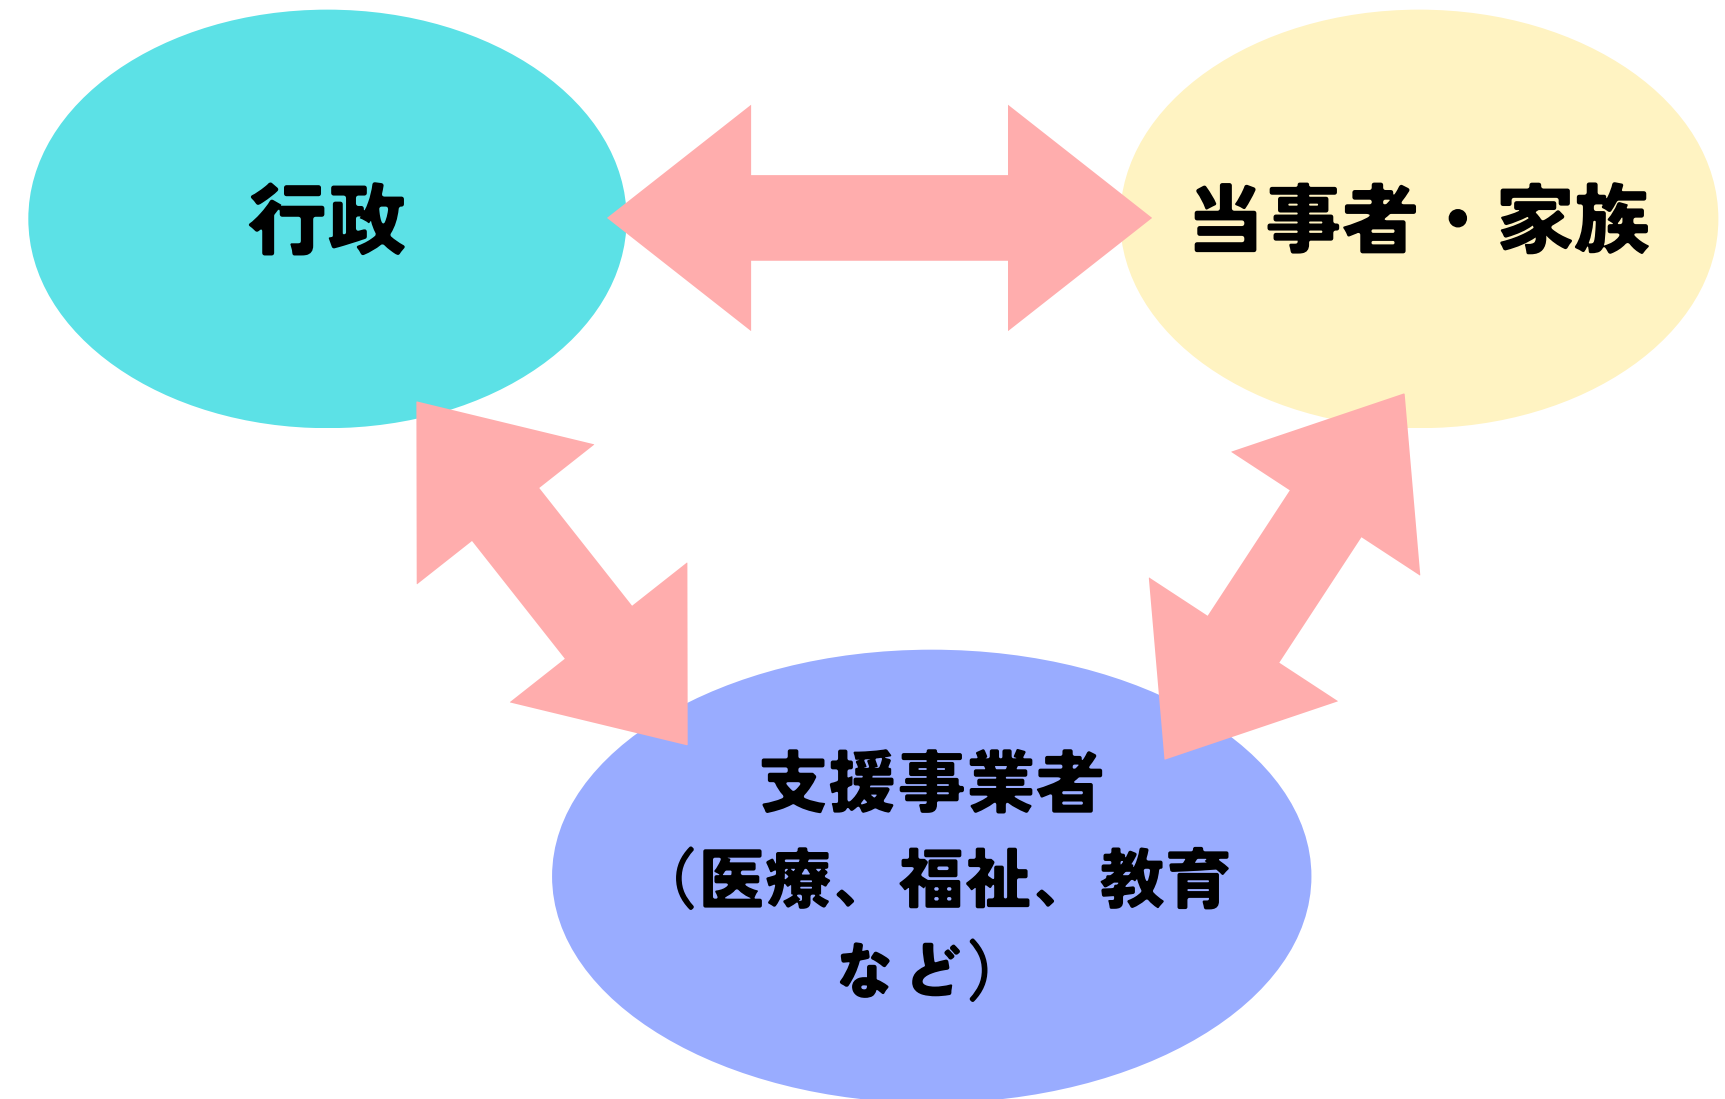 行政
当事者・家族
支援事業者
（医療、福祉、教育
など）